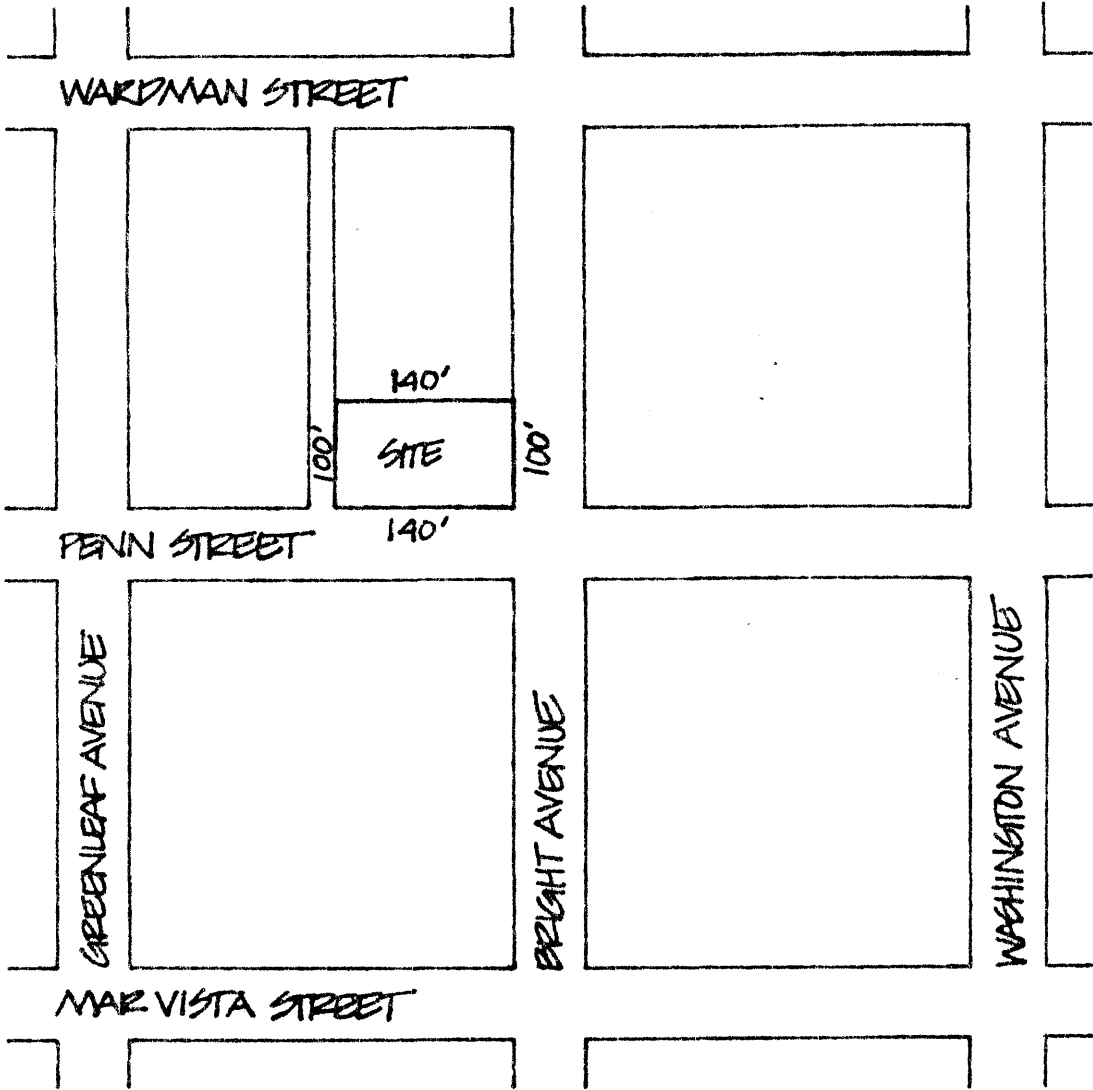 WARDMAN STREET
140'
100'
SITE
100'
140'
PENN STREET
GREENLEAF AVENUE
BRIGHT AVENUE
WASHINGTON AVENUE
MAR VISTA STREET